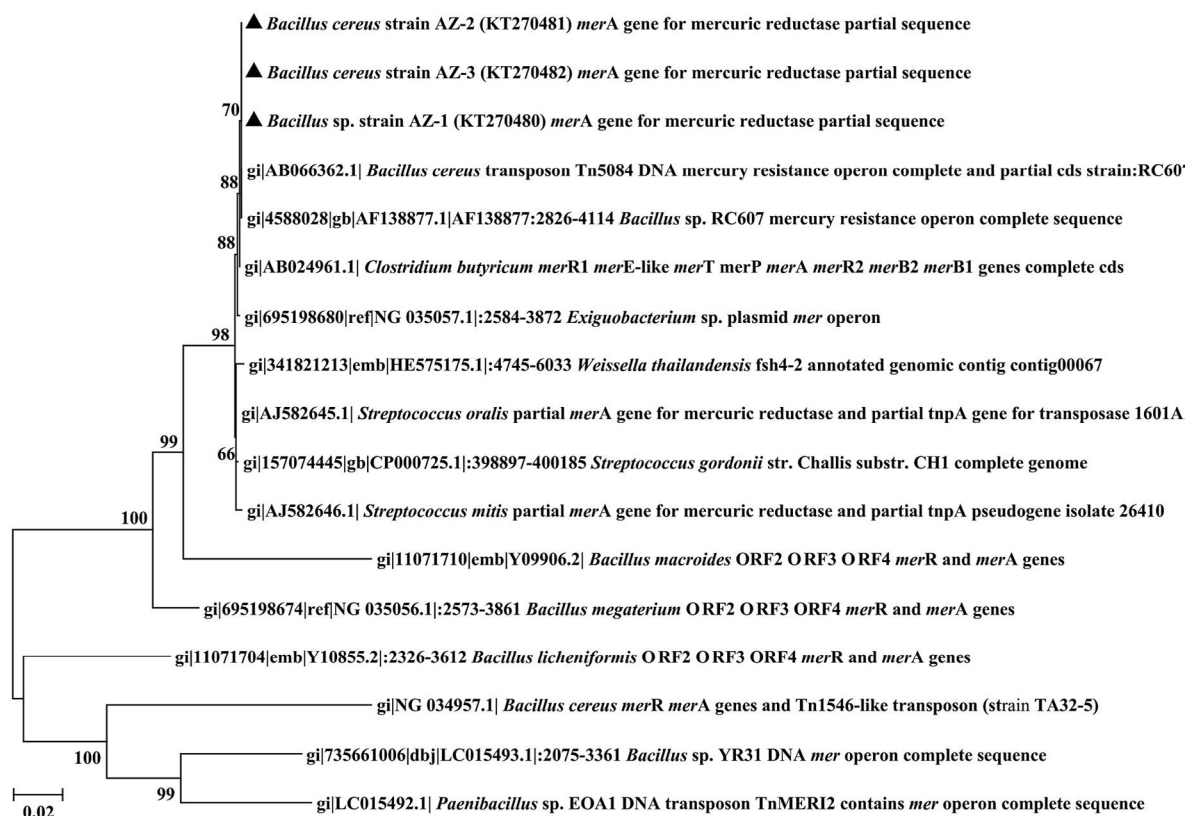 ▲ Bacillus cereus strain AZ-2 (KT270481) merA gene for mercuric reductase partial sequence
▲ Bacillus cereus strain AZ-3 (KT270482) merA gene for mercuric reductase partial sequence
70
▲ Bacillus sp. strain AZ-1 (KT270480) merA gene for mercuric reductase partial sequence
gi|AB066362.1| Bacillus cereus transposon Tn5084 DNA mercury resistance operon complete and partial cds strain:RC607
88
gi|4588028|gb|AF138877.1|AF138877:2826-4114 Bacillus sp. RC607 mercury resistance operon complete sequence
88
gi|AB024961.1| Clostridium butyricum merR1 merE-like merT merP merA merR2 merB2 merB1 genes complete cds
gi|695198680|ref|NG 035057.1|:2584-3872 Exiguobacterium sp. plasmid mer operon
98
gi|341821213|emb|HE575175.1|:4745-6033 Weissella thailandensis fsh4-2 annotated genomic contig contig00067
gi|AJ582645.1| Streptococcus oralis partial merA gene for mercuric reductase and partial tnpA gene for transposase 1601A
99
66
gi|157074445|gb|CP000725.1|:398897-400185 Streptococcus gordonii str. Challis substr. CH1 complete genome
gi|AJ582646.1| Streptococcus mitis partial merA gene for mercuric reductase and partial tnpA pseudogene isolate 26410
100
gi|11071710|emb|Y09906.2| Bacillus macroides ORF2 ORF3 ORF4 merR and merA genes
gi|695198674|ref|NG 035056.1|:2573-3861 Bacillus megaterium ORF2 ORF3 ORF4 merR and merA genes
gi|11071704|emb|Y10855.2|:2326-3612 Bacillus licheniformis ORF2 ORF3 ORF4 merR and merA genes
gi|NG 034957.1| Bacillus cereus merR merA genes and Tn1546-like transposon (strain TA32-5)
100
gi|735661006|dbj|LC015493.1|:2075-3361 Bacillus sp. YR31 DNA mer operon complete sequence
99
gi|LC015492.1| Paenibacillus sp. EOA1 DNA transposon TnMERI2 contains mer operon complete sequence
0.02